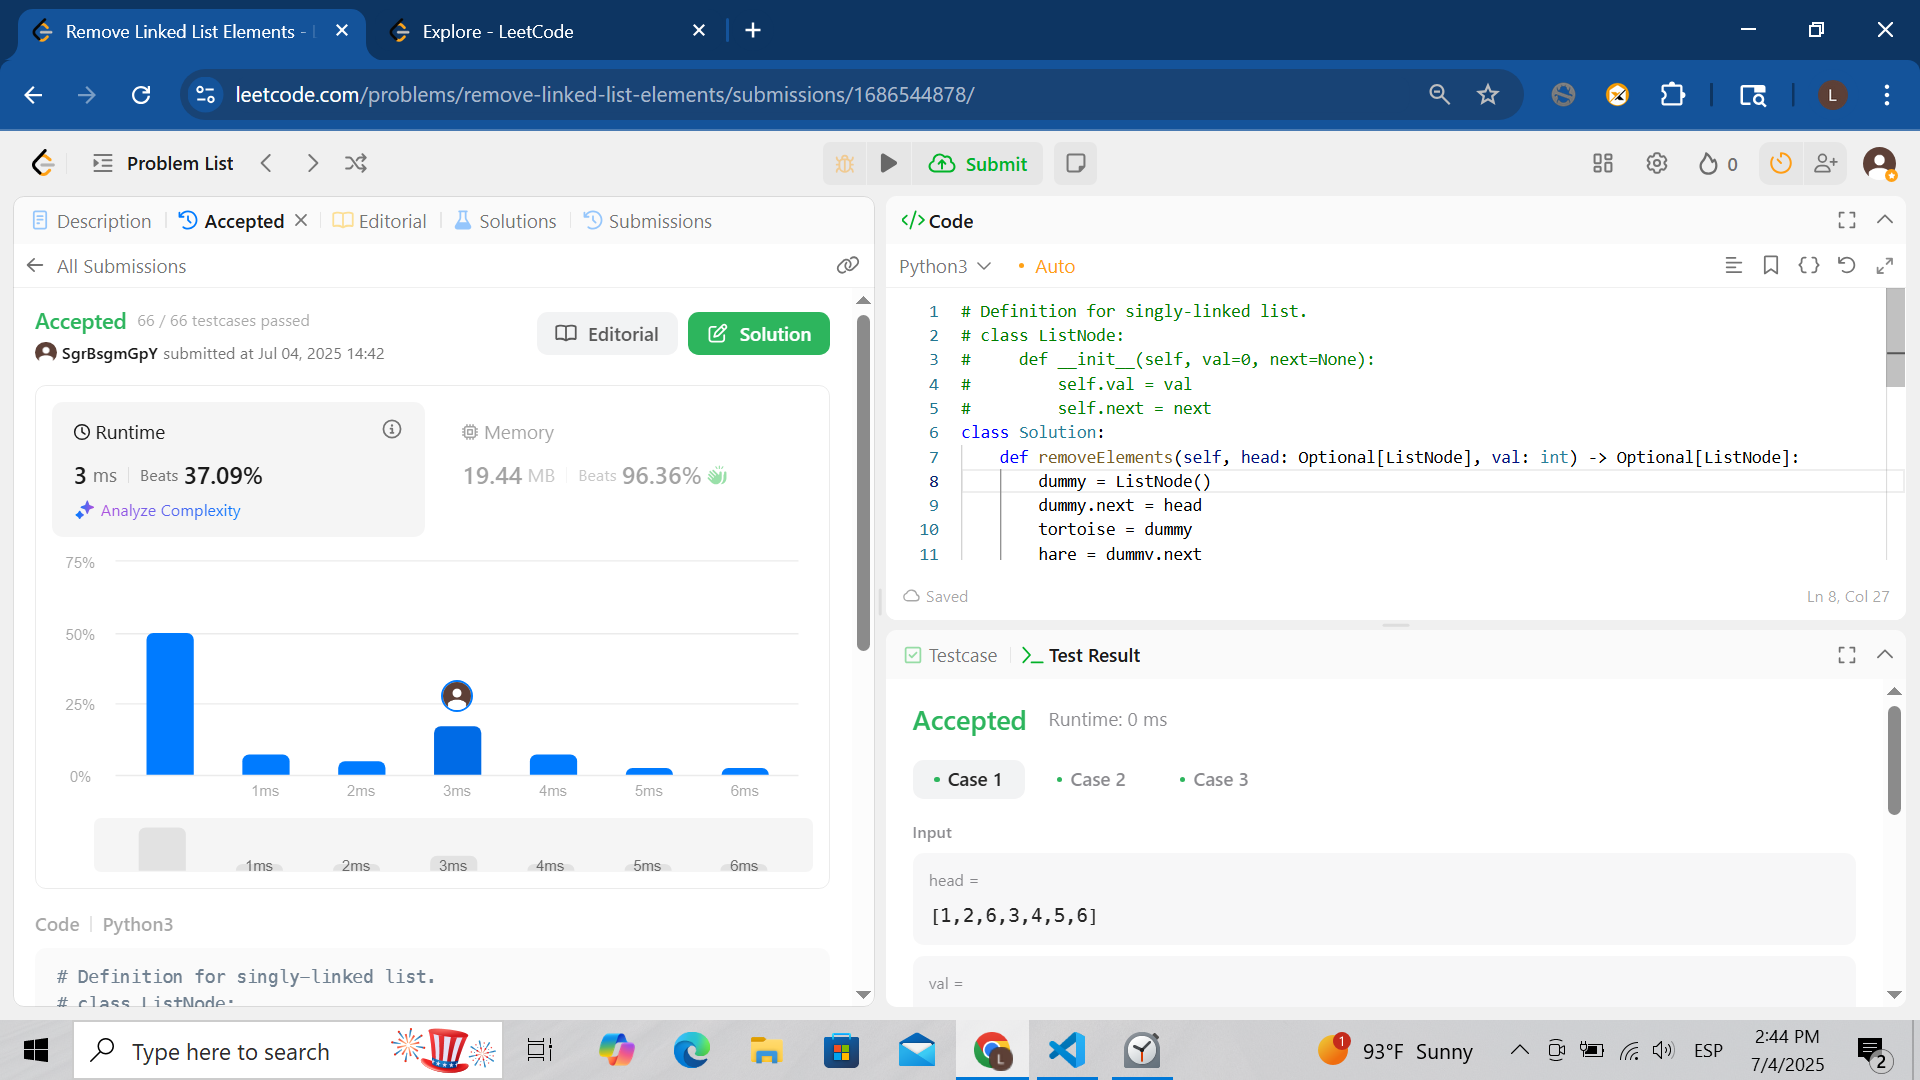 Remove Linked List Elements - L
Explore - LeetCode
leetcode.com/problems/remove-linked-list-elements/submissions/1686544878/
L
Problem List
Submit
0
Description
Accepted
Editorial
Solutions
Submissions
All Submissions
Accepted 66 / 66 testcases passed
SgrBsgmGpY submitted at Jul 04, 2025 14:42
Editorial
Solution
Runtime
3 ms Beats 37.09%
Analyze Complexity
Memory
19.44 MB Beats 96.36%
75%
50%
25%
0%
1ms 2ms 3ms 4ms 5ms 6ms
1ms 2ms 3ms 4ms 5ms 6ms
Code Python3
# Definition for singly-linked list.
# class ListNode:
</> Code
Python3 • Auto
1 # Definition for singly-linked list.
2 # class ListNode:
3 #     def __init__(self, val=0, next=None):
4 #         self.val = val
5 #         self.next = next
6 class Solution:
7     def removeElements(self, head: Optional[ListNode], val: int) -> Optional[ListNode]:
8         dummy = ListNode()
9         dummy.next = head
10         tortoise = dummy
11         hare = dummy.next
Saved
Ln 8, Col 27
Testcase
Test Result
Accepted Runtime: 0 ms
• Case 1 • Case 2 • Case 3
Input
head =
[1,2,6,3,4,5,6]
val =
Type here to search
L
1
93°F Sunny
ESP
2:44 PM
7/4/2025
2